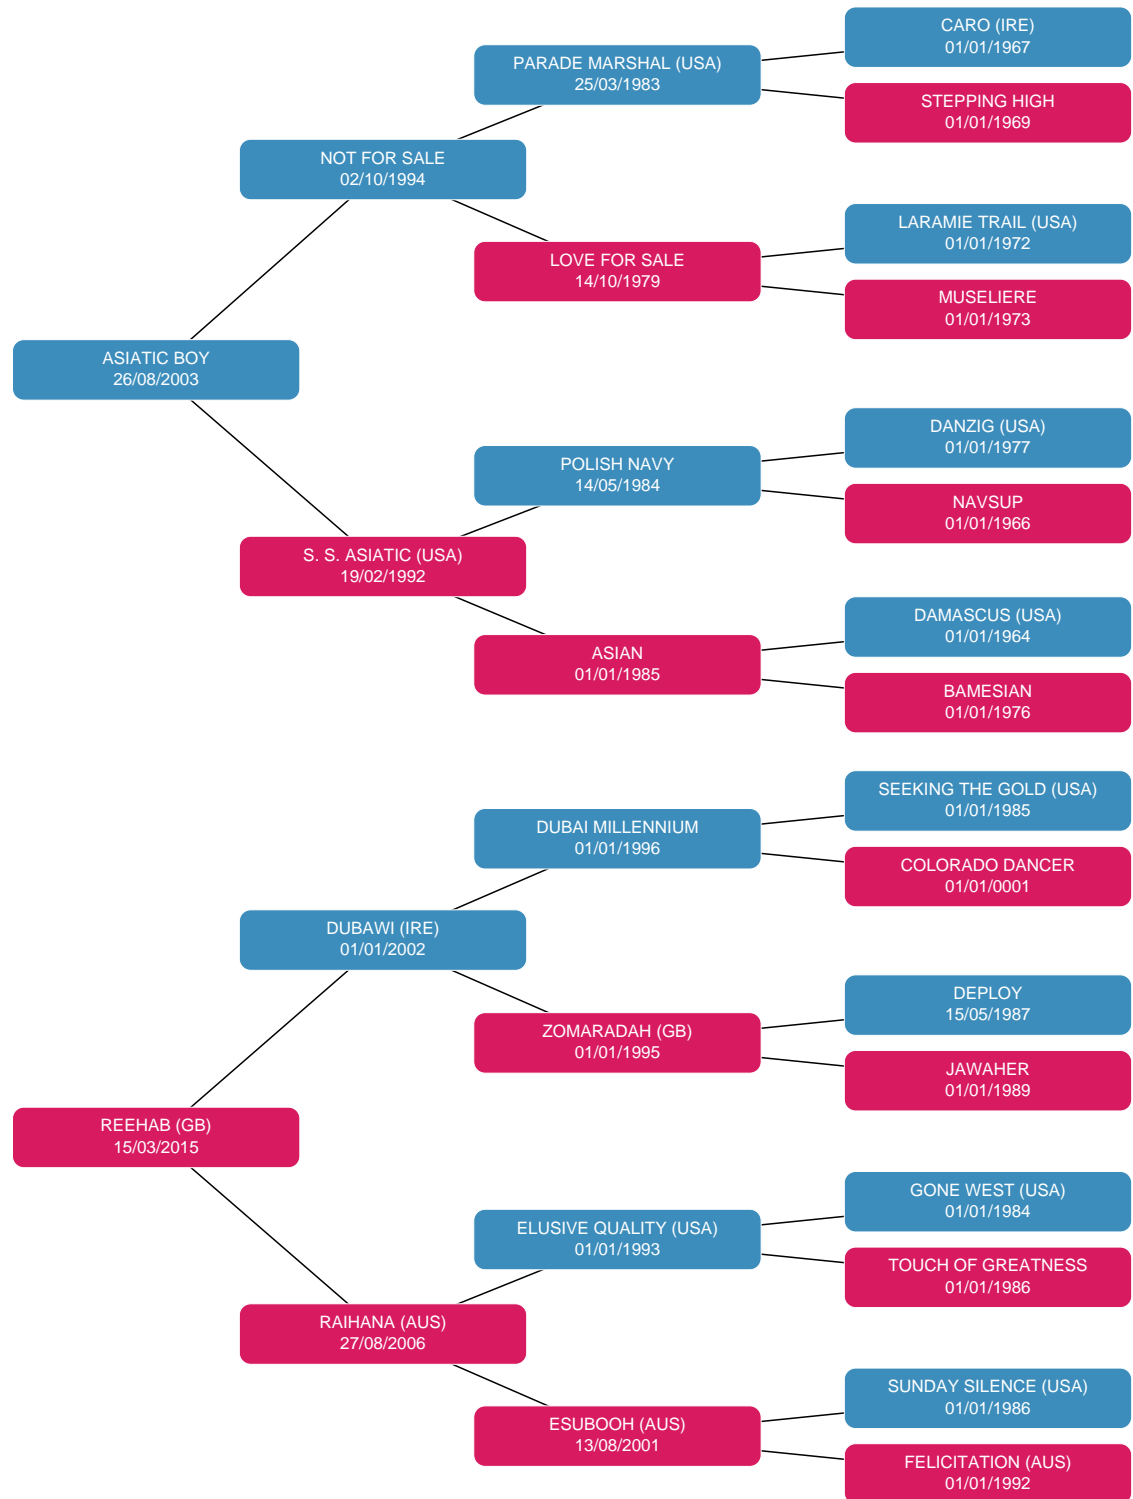 CARO (IRE)
01/01/1967
PARADE MARSHAL (USA)
25/03/1983
STEPPING HIGH
01/01/1969
NOT FOR SALE
02/10/1994
LARAMIE TRAIL (USA)
01/01/1972
LOVE FOR SALE
14/10/1979
MUSELIERE
01/01/1973
ASIATIC BOY
26/08/2003
DANZIG (USA)
01/01/1977
POLISH NAVY
14/05/1984
NAVSUP
01/01/1966
S. S. ASIATIC (USA)
19/02/1992
DAMASCUS (USA)
01/01/1964
ASIAN
01/01/1985
BAMESIAN
01/01/1976
SEEKING THE GOLD (USA)
01/01/1985
DUBAI MILLENNIUM
01/01/1996
COLORADO DANCER
01/01/0001
DUBAWI (IRE)
01/01/2002
DEPLOY
15/05/1987
ZOMARADAH (GB)
01/01/1995
JAWAHER
01/01/1989
REEHAB (GB)
15/03/2015
GONE WEST (USA)
01/01/1984
ELUSIVE QUALITY (USA)
01/01/1993
TOUCH OF GREATNESS
01/01/1986
RAIHANA (AUS)
27/08/2006
SUNDAY SILENCE (USA)
01/01/1986
ESUBOOH (AUS)
13/08/2001
FELICITATION (AUS)
01/01/1992